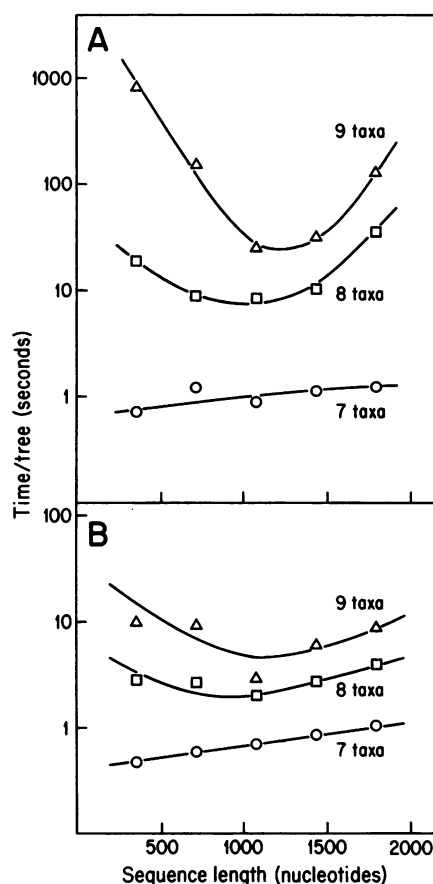 A
1000
9 taxa
100
8 taxa
10
1
7 taxa
Time/tree (seconds)
100
B
9 taxa
10
8 taxa
1
7 taxa
500 1000 1500 2000
Sequence length (nucleotides)